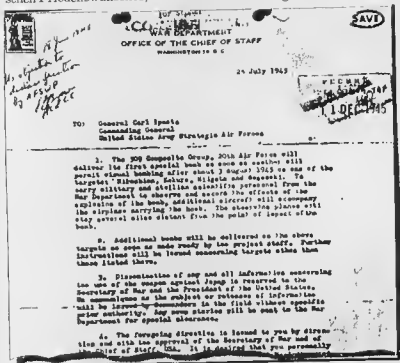 TOP SECRET
SAVE
WAR DEPARTMENT
OFFICE OF THE CHIEF OF STAFF
WASHINGTON 25 D C
24 July 1945
11 DEC 1945
TO: General Carl Spaatz
Commanding General
United States Army Strategic Air Forces
1. The 509 Composite Group, 20th Air Force will
deliver its first special bomb as soon as weather will
permit visual bombing after about 3 August 1945 on one of the
targets: Hiroshima, Kokura, Niigata and Nagasaki. To
carry military and civilian scientific personnel from the
War Department to observe and record the effects of the
explosion of the bomb, additional aircraft will accompany
the airplane carrying the bomb. The observing planes will
stay several miles distant from the point of impact of the
bomb.
2. Additional bombs will be delivered on the above
targets as soon as made ready by the project staff. Further
instructions will be issued concerning targets other than
those listed above.
3. Dissemination of any and all information concerning
the use of the weapon against Japan is reserved to the
Secretary of War and the President of the United States.
No communiques on the subject or releases of information
will be issued by Commanders in the field without specific
prior authority. Any news stories will be sent to the War
Department for special clearance.
4. The foregoing directive is issued to you by direc-
tion and with the approval of the Secretary of War and of
the Chief of Staff, USA. It is desired that you personally